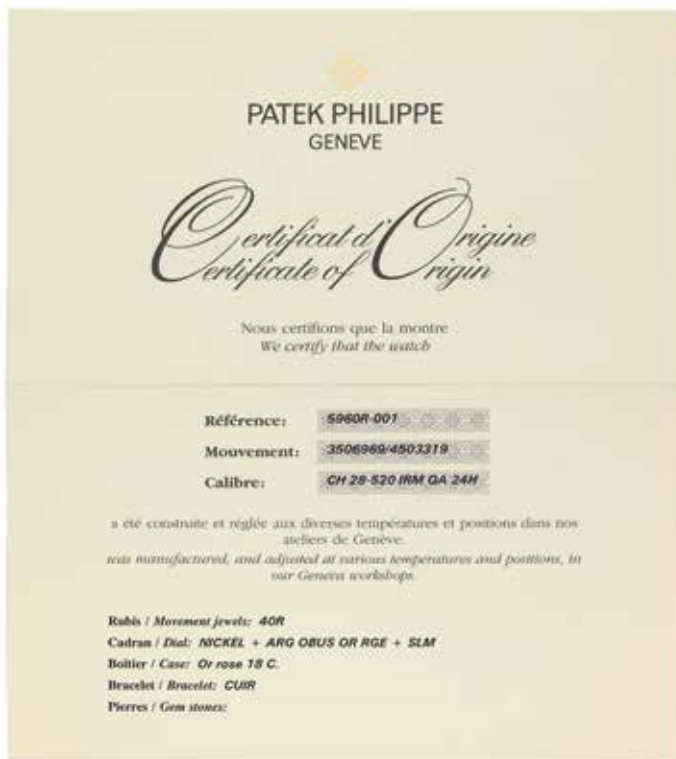 PATEK PHILIPPE
GENEVE
Certificat d'Origine
Certificate of Origin
Nous certifions que la montre
We certify that the watch
Référence: 5960R-001
Mouvement: 3506969/4503319
Calibre: CH 28-520 IRM QA 24H
a été construite et réglée aux diverses températures et positions dans nos
ateliers de Genève.
was manufactured, and adjusted at various temperatures and positions, in
our Geneva workshops.
Rubis / Movement jewels: 40R
Cadran / Dial: NICKEL + ARG OBUS OR RGE + SLM
Boîtier / Case: Or rose 18 C.
Bracelet / Bracelet: CUIR
Pierres / Gem stones: